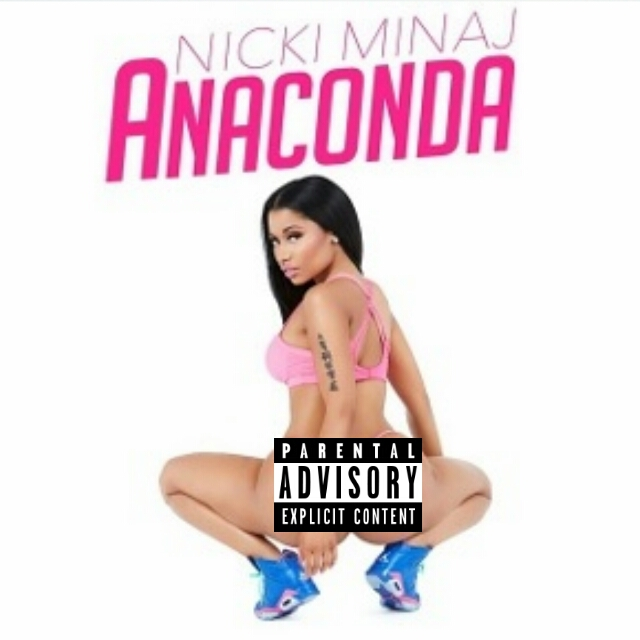 NICKI MINAJ
ANACONDA
PARENTAL
ADVISORY
EXPLICIT CONTENT